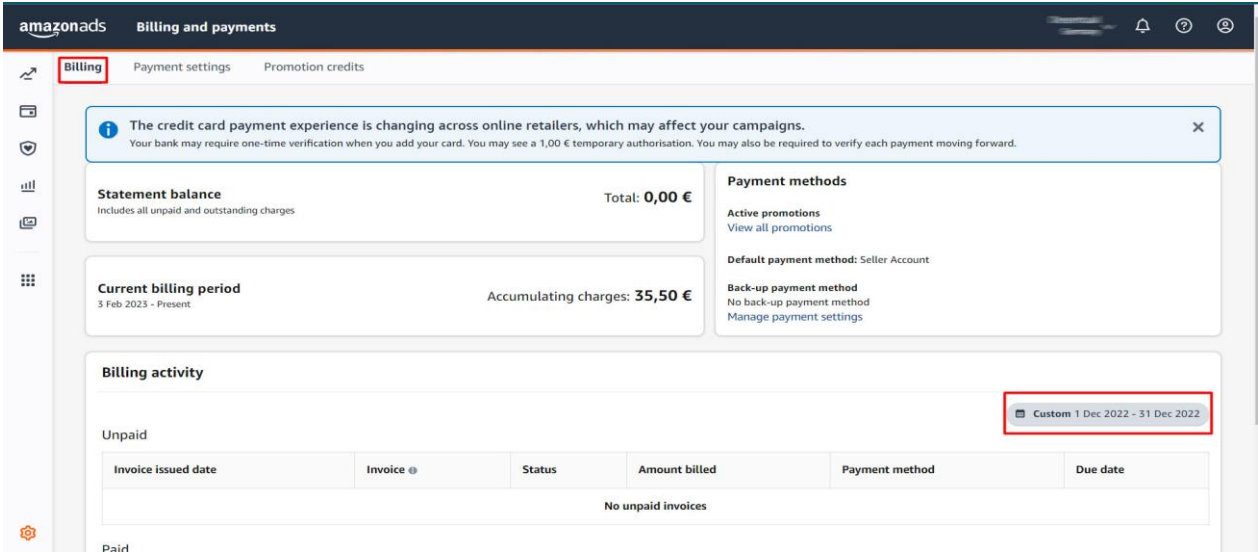 amazonads Billing and payments
Billing Payment settings Promotion credits
The credit card payment experience is changing across online retailers, which may affect your campaigns.
Your bank may require one-time verification when you add your card. You may see a 1,00 € temporary authorisation. You may also be required to verify each payment moving forward.
Statement balance
Includes all unpaid and outstanding charges
Total: 0,00 €
Current billing period
3 Feb 2023 - Present
Accumulating charges: 35,50 €
Payment methods
Active promotions
View all promotions
Default payment method: Seller Account
Back-up payment method
No back-up payment method
Manage payment settings
Billing activity
Custom 1 Dec 2022 - 31 Dec 2022
Unpaid
Invoice issued date Invoice Status Amount billed Payment method Due date
No unpaid invoices
Paid